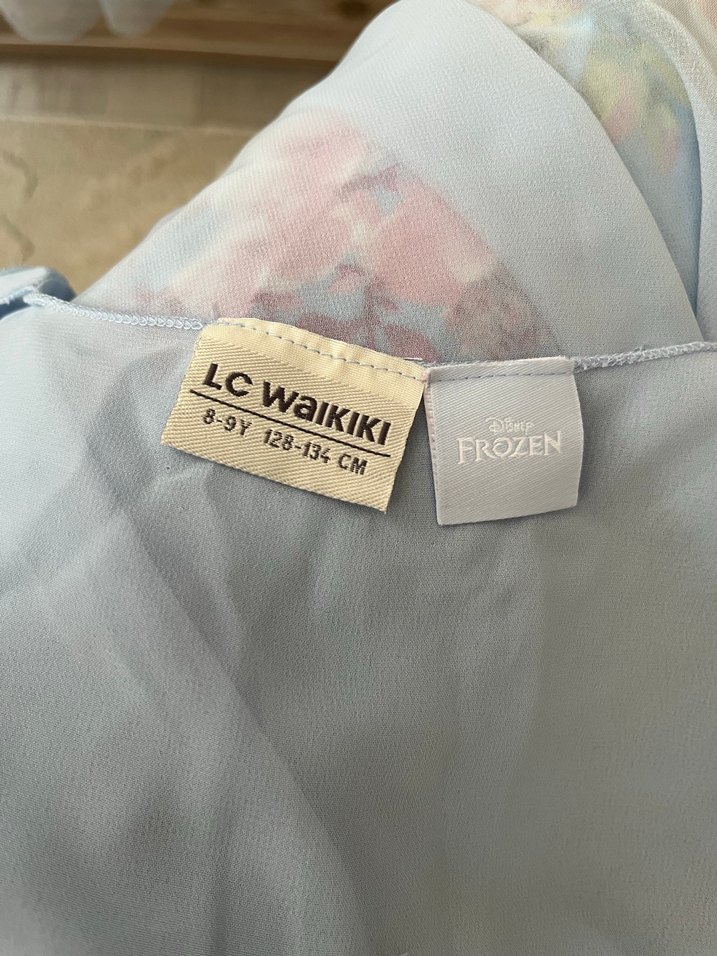 LC WAIKIKI
8-9Y 128-134 CM
Disney
FROZEN